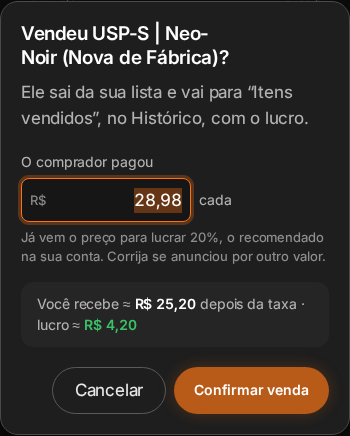 Vendeu USP-S | Neo-
Noir (Nova de Fábrica)?
Ele sai da sua lista e vai para “Itens
vendidos”, no Histórico, com o lucro.
O comprador pagou
R$ 28,98 cada
Já vem o preço para lucrar 20%, o recomendado
na sua conta. Corrija se anunciou por outro valor.
Você recebe ≈ R$ 25,20 depois da taxa ·
lucro ≈ R$ 4,20
Cancelar Confirmar venda